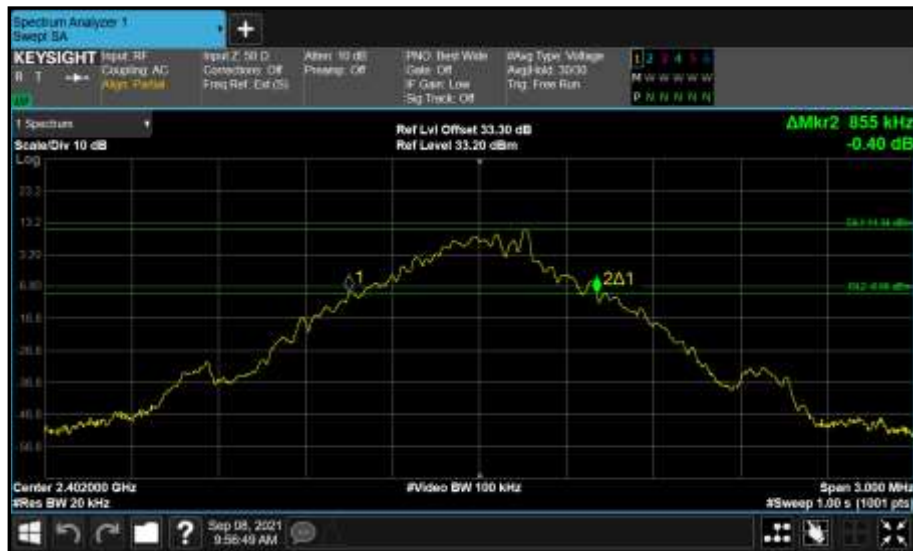 Spectrum Analyzer 1
Swept SA
+
KEYSIGHT
R T
Input: RF
Coupling: AC
Align: Partial
Input Z: 50 Ω
Corrections: Off
Freq Ref: Ext (S)
Atten: 10 dB
Preamp: Off
PNO: Best Wide
Gate: Off
IF Gain: Low
Sig Track: Off
#Avg Type: Voltage
Avg|Hold: 30/30
Trig: Free Run
1 2 3 4 5 6
M W W W W W
P N N N N N
1 Spectrum
Scale/Div 10 dB
Log
Ref Lvl Offset 33.30 dB
Ref Level 33.20 dBm
ΔMkr2 855 kHz
-0.40 dB
23.2
13.2
3.20
-6.80
-16.8
-26.8
-36.8
-46.8
-56.8
1
2Δ1
Center 2.402000 GHz
#Res BW 20 kHz
#Video BW 100 kHz
Span 3.000 MHz
#Sweep 1.00 s (1001 pts)
?
Sep 08, 2021
9:56:49 AM